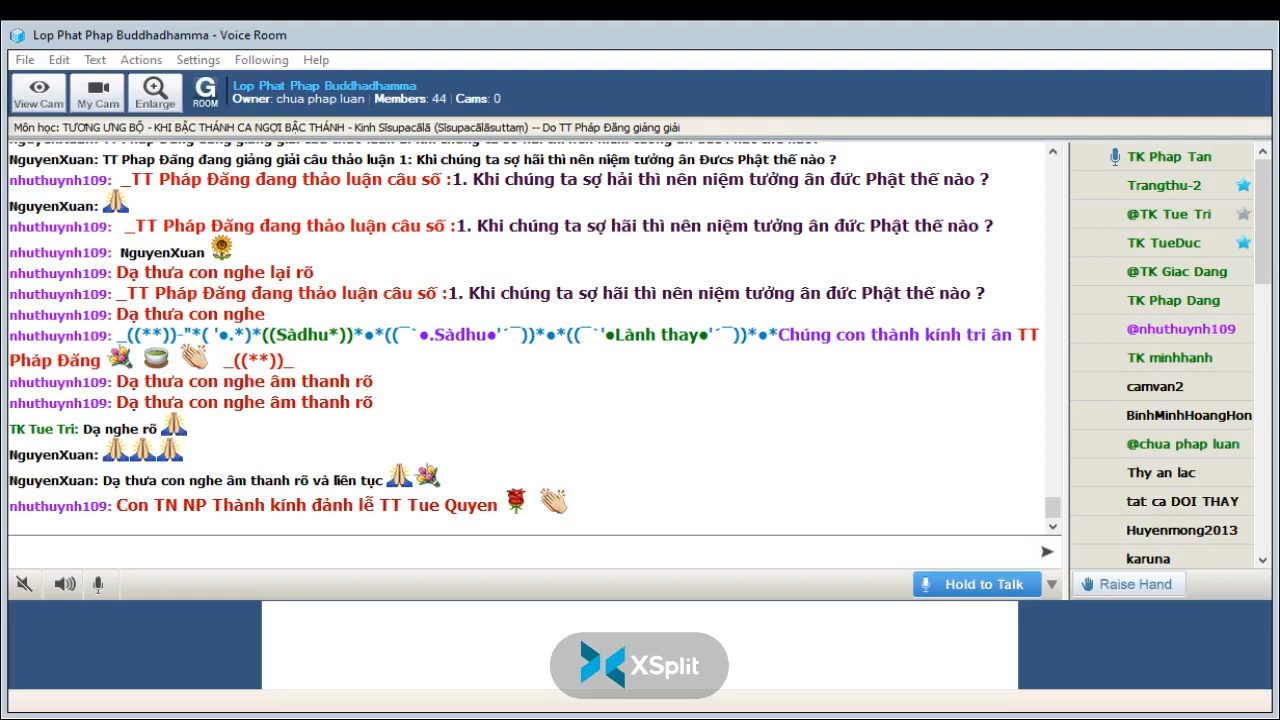 Lop Phat Phap Buddhadhamma - Voice Room
File Edit Text Actions Settings Following Help
View Cam My Cam Enlarge G ROOM
Lop Phat Phap Buddhadhamma
Owner: chua phap luan | Members: 44 | Cams: 0
Môn học: TƯƠNG ƯNG BỘ - KHI BẬC THÁNH CA NGỢI BẬC THÁNH - Kinh Sīsupacālā (Sīsupacālāsuttaṃ) -- Do TT Pháp Đăng giảng giải
NguyenXuan: TT Phap Đăng đang giảng giải câu thảo luận 1: Khi chúng ta sợ hãi thì nên niệm tưởng ân Đưcs Phật thế nào ?
nhuthuynh109: _TT Pháp Đăng đang thảo luận câu số :1. Khi chúng ta sợ hải thì nên niệm tưởng ân đức Phật thế nào ?
NguyenXuan:
nhuthuynh109: _TT Pháp Đăng đang thảo luận câu số :1. Khi chúng ta sợ hãi thì nên niệm tưởng ân đức Phật thế nào ?
nhuthuynh109: NguyenXuan
nhuthuynh109: Dạ thưa con nghe lại rõ
nhuthuynh109: _TT Pháp Đăng đang thảo luận câu số :1. Khi chúng ta sợ hãi thì nên niệm tưởng ân đức Phật thế nào ?
nhuthuynh109: Dạ thưa con nghe
nhuthuynh109: _((**))-"*( '●.*)*((Sàdhu*))*●*((¯`●.Sàdhu●'´¯))*●*((¯`'●Lành thay●'´¯))*●*Chúng con thành kính tri ân TT
Pháp Đăng _((**))_
nhuthuynh109: Dạ thưa con nghe âm thanh rõ
nhuthuynh109: Dạ thưa con nghe âm thanh rõ
TK Tue Tri: Dạ nghe rõ
NguyenXuan:
NguyenXuan: Dạ thưa con nghe âm thanh rõ và liên tục
nhuthuynh109: Con TN NP Thành kính đảnh lễ TT Tue Quyen
TK Phap Tan
Trangthu-2
@TK Tue Tri
TK TueDuc
@TK Giac Dang
TK Phap Dang
@nhuthuynh109
TK minhhanh
camvan2
BinhMinhHoangHon
@chua phap luan
Thy an lac
tat ca DOI THAY
Huyenmong2013
karuna
Hold to Talk
Raise Hand
XSplit